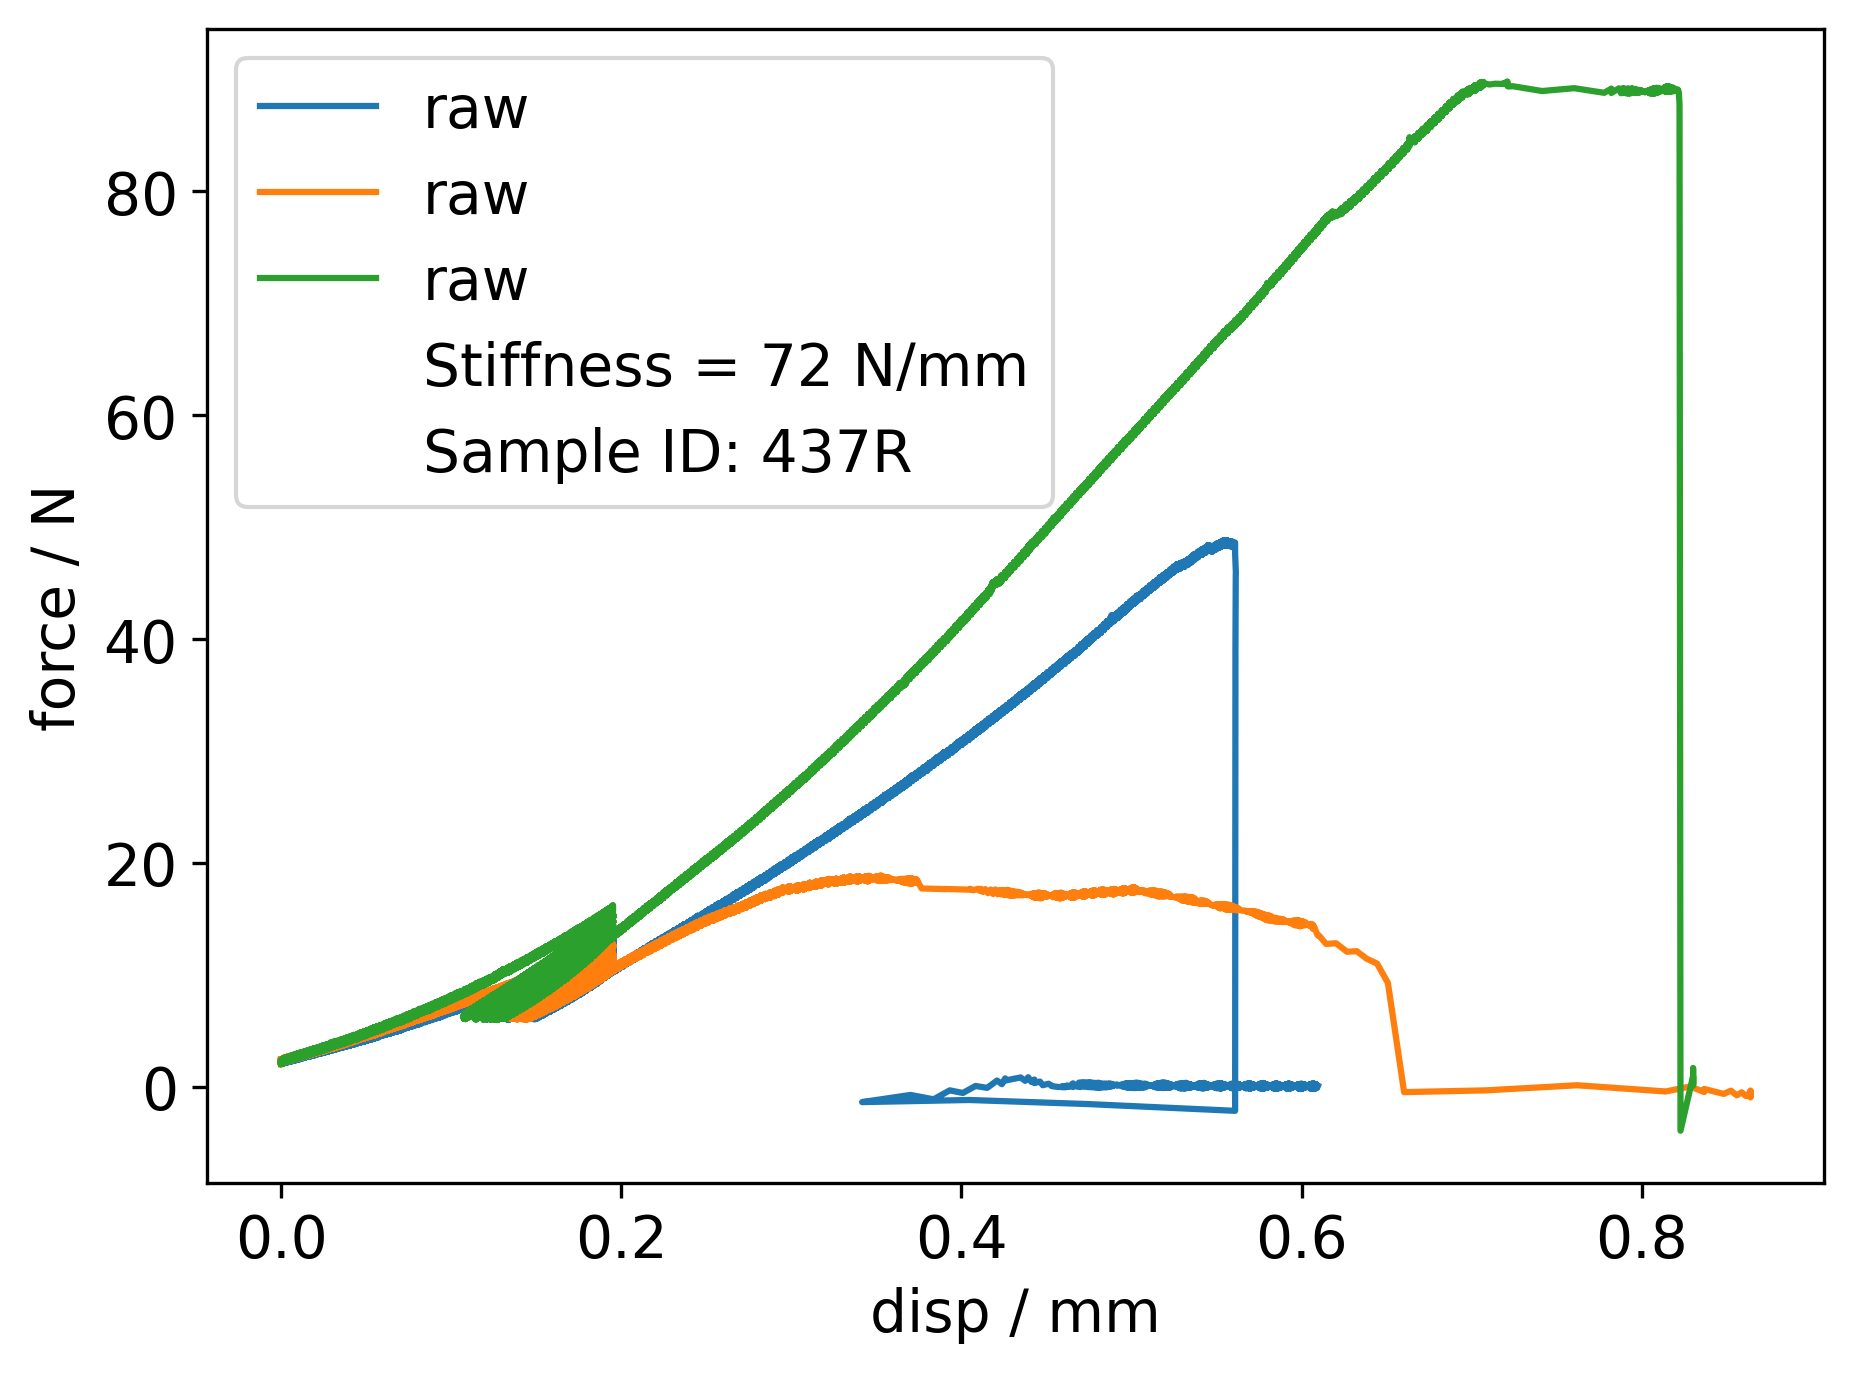 raw
raw
raw
Stiffness = 72 N/mm
Sample ID: 437R
force / N
80
60
40
20
0
0.0 0.2 0.4 0.6 0.8
disp / mm